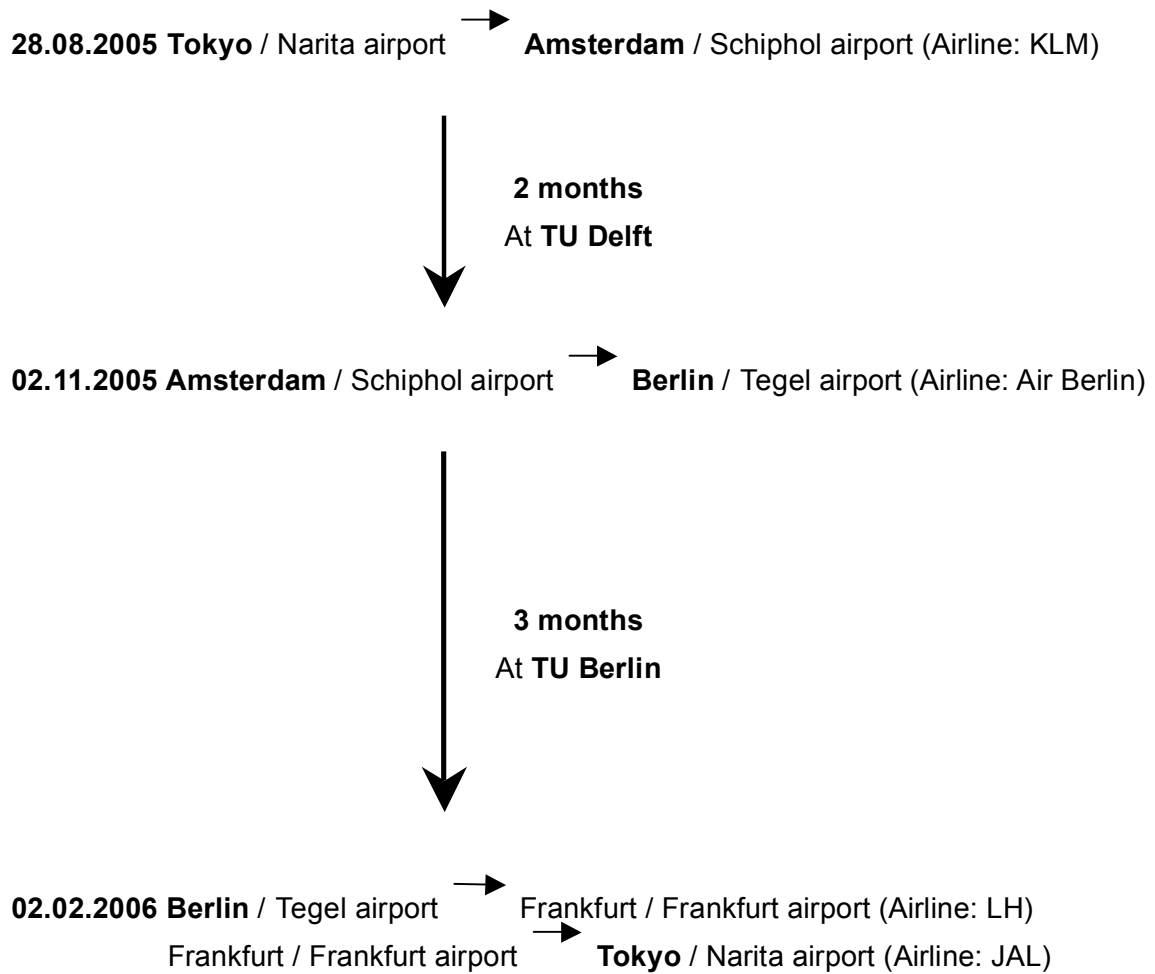 28.08.2005 Tokyo / Narita airport → Amsterdam / Schiphol airport (Airline: KLM)
2 months
At TU Delft
02.11.2005 Amsterdam / Schiphol airport → Berlin / Tegel airport (Airline: Air Berlin)
3 months
At TU Berlin
02.02.2006 Berlin / Tegel airport → Frankfurt / Frankfurt airport (Airline: LH)
Frankfurt / Frankfurt airport → Tokyo / Narita airport (Airline: JAL)